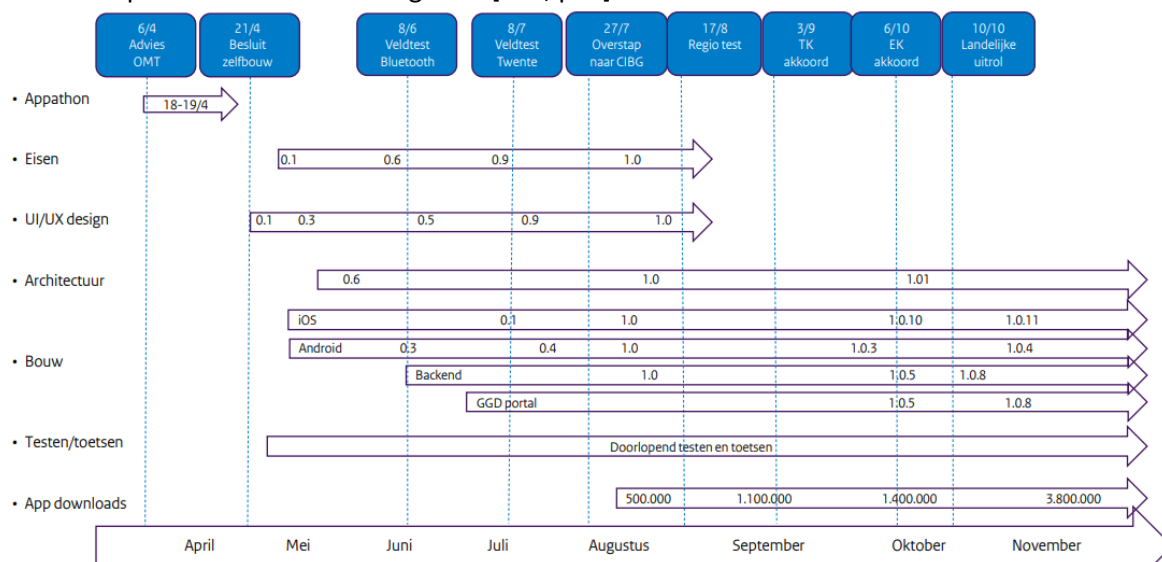 6/4
Advies
OMT
21/4
Besluit
zelfbouw
8/6
Veldtest
Bluetooth
8/7
Veldtest
Twente
27/7
Overstap
naar CIBG
17/8
Regio test
3/9
TK
akkoord
6/10
EK
akkoord
10/10
Landelijke
uitrol
• Appathon
18-19/4
• Eisen
0.1 0.6 0.9 1.0
• UI/UX design
0.1 0.3 0.5 0.9 1.0
• Architectuur
0.6 1.0 1.01
• Bouw
iOS 0.1 1.0 1.0.10 1.0.11
Android 0.3 0.4 1.0 1.0.3 1.0.4
Backend 1.0 1.0.5 1.0.8
GGD portal 1.0.5 1.0.8
• Testen/toetsen
Doorlopend testen en toetsen
• App downloads
500.000 1.100.000 1.400.000 3.800.000
April Mei Juni Juli Augustus September Oktober November